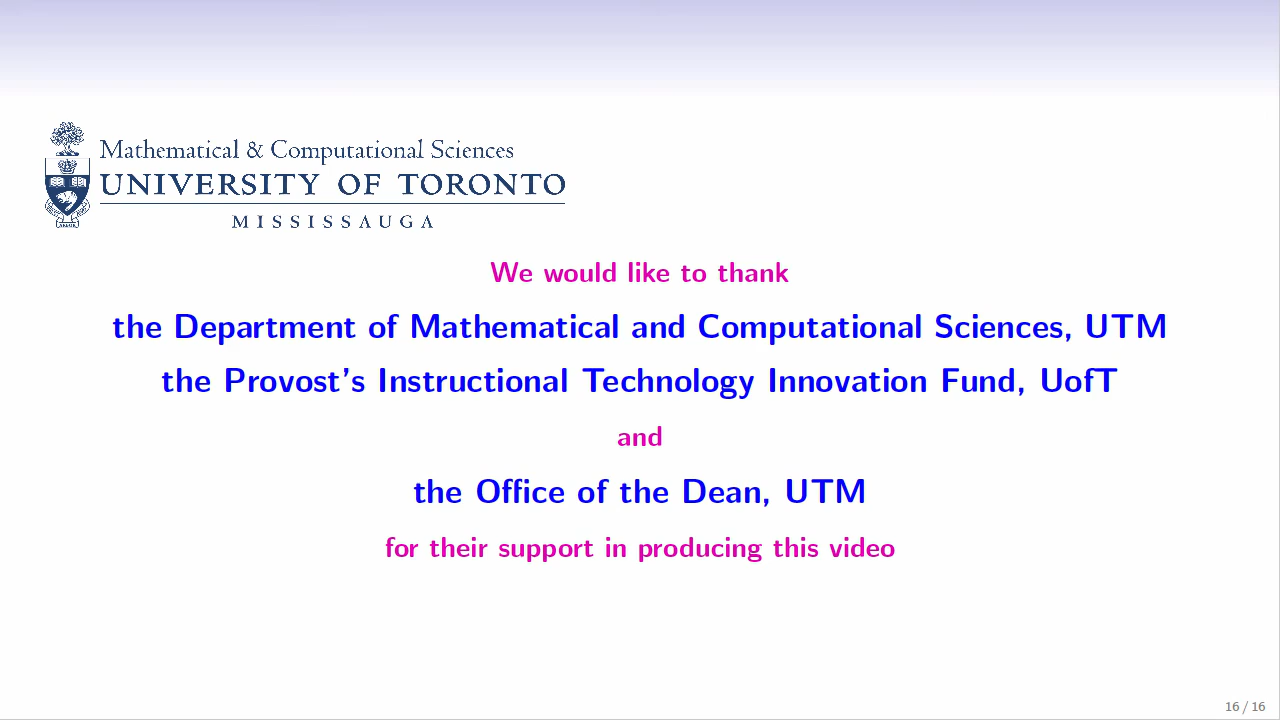 Mathematical & Computational Sciences
UNIVERSITY OF TORONTO
MISSISSAUGA
We would like to thank
the Department of Mathematical and Computational Sciences, UTM
the Provost's Instructional Technology Innovation Fund, UofT
and
the Office of the Dean, UTM
for their support in producing this video
16 / 16